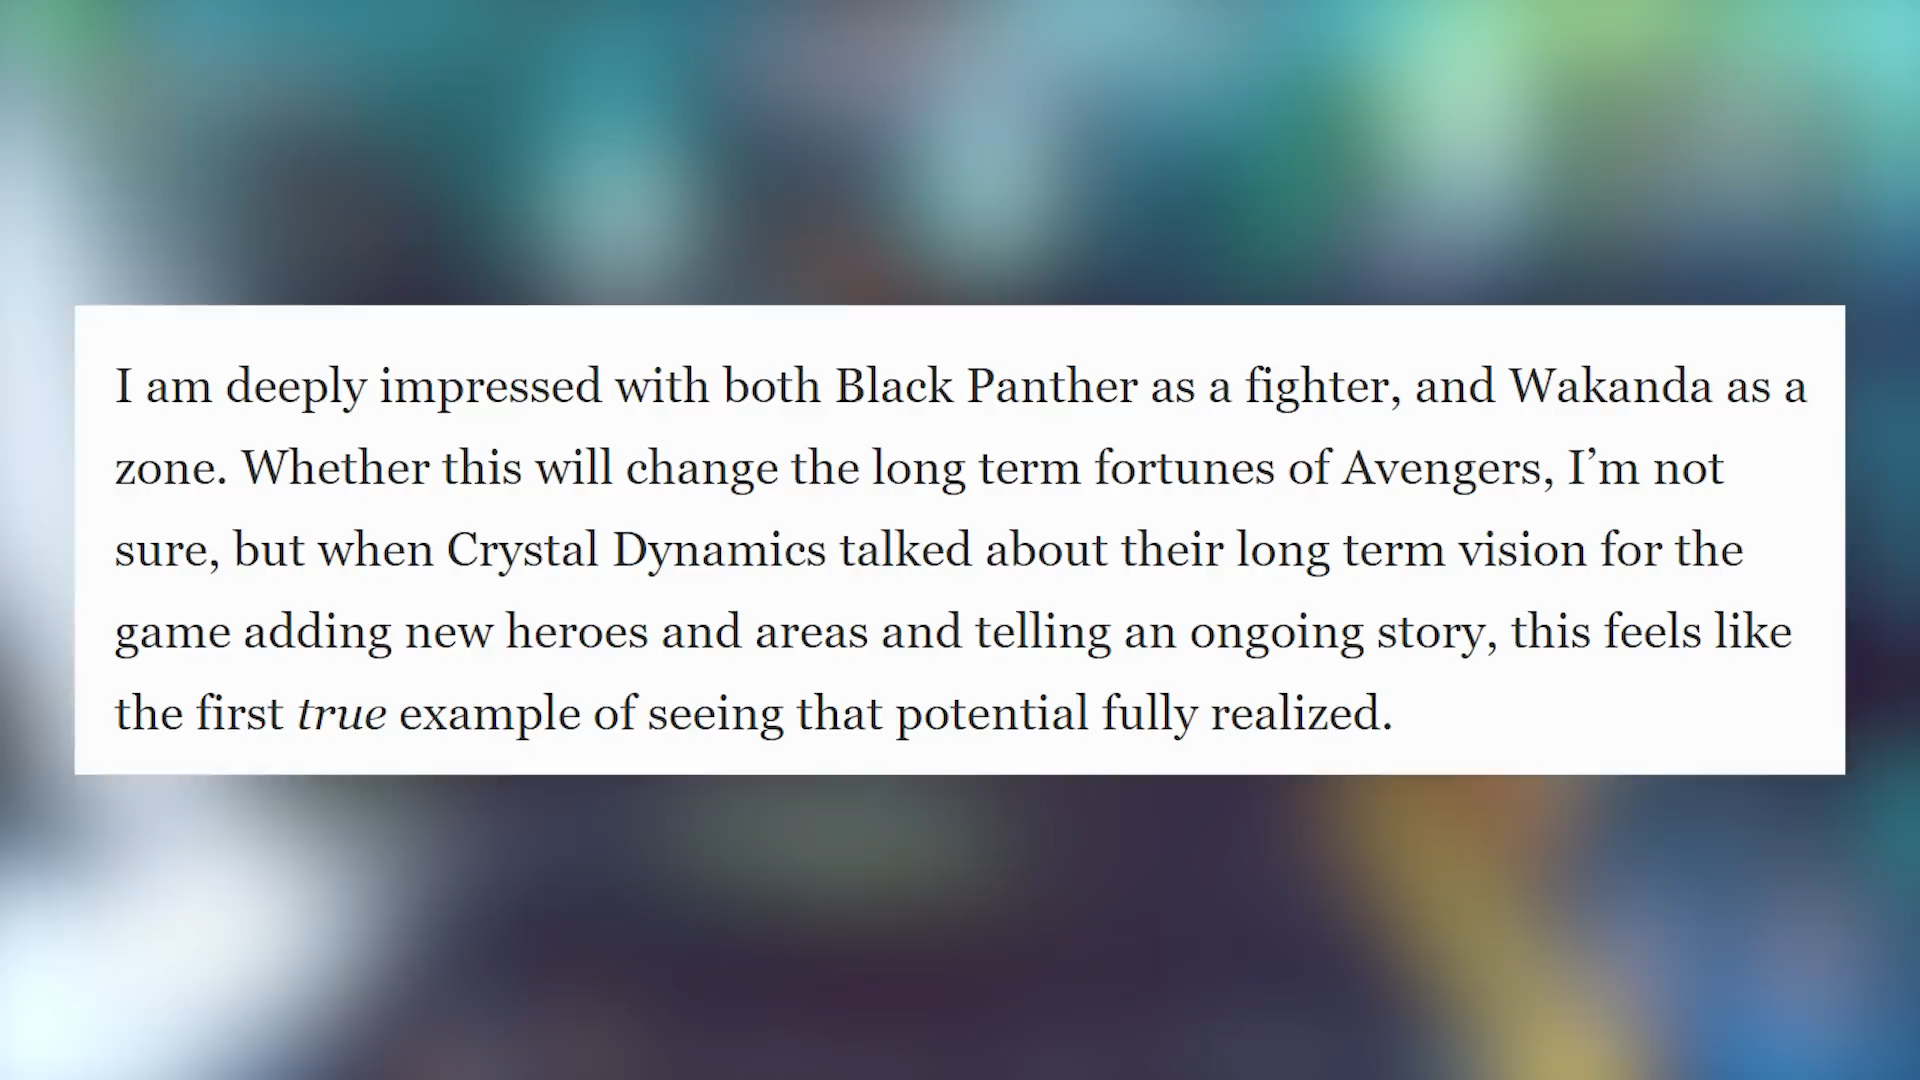 I am deeply impressed with both Black Panther as a fighter, and Wakanda as a
zone. Whether this will change the long term fortunes of Avengers, I’m not
sure, but when Crystal Dynamics talked about their long term vision for the
game adding new heroes and areas and telling an ongoing story, this feels like
the first true example of seeing that potential fully realized.